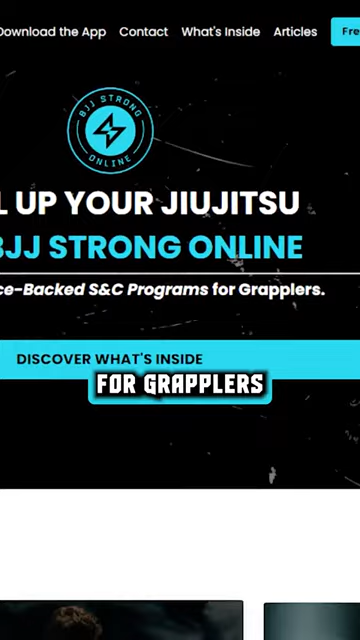 Download the App Contact What's Inside Articles Fre
BJJ STRONG
ONLINE
L UP YOUR JIUJITSU
BJJ STRONG ONLINE
ce-Backed S&C Programs for Grapplers.
DISCOVER WHAT'S INSIDE
FOR GRAPPLERS